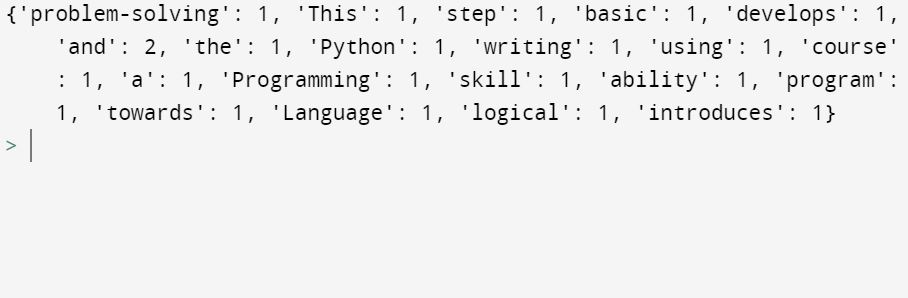 {'problem-solving': 1, 'This': 1, 'step': 1, 'basic': 1, 'develops': 1,
'and': 2, 'the': 1, 'Python': 1, 'writing': 1, 'using': 1, 'course'
: 1, 'a': 1, 'Programming': 1, 'skill': 1, 'ability': 1, 'program':
1, 'towards': 1, 'Language': 1, 'logical': 1, 'introduces': 1}
>